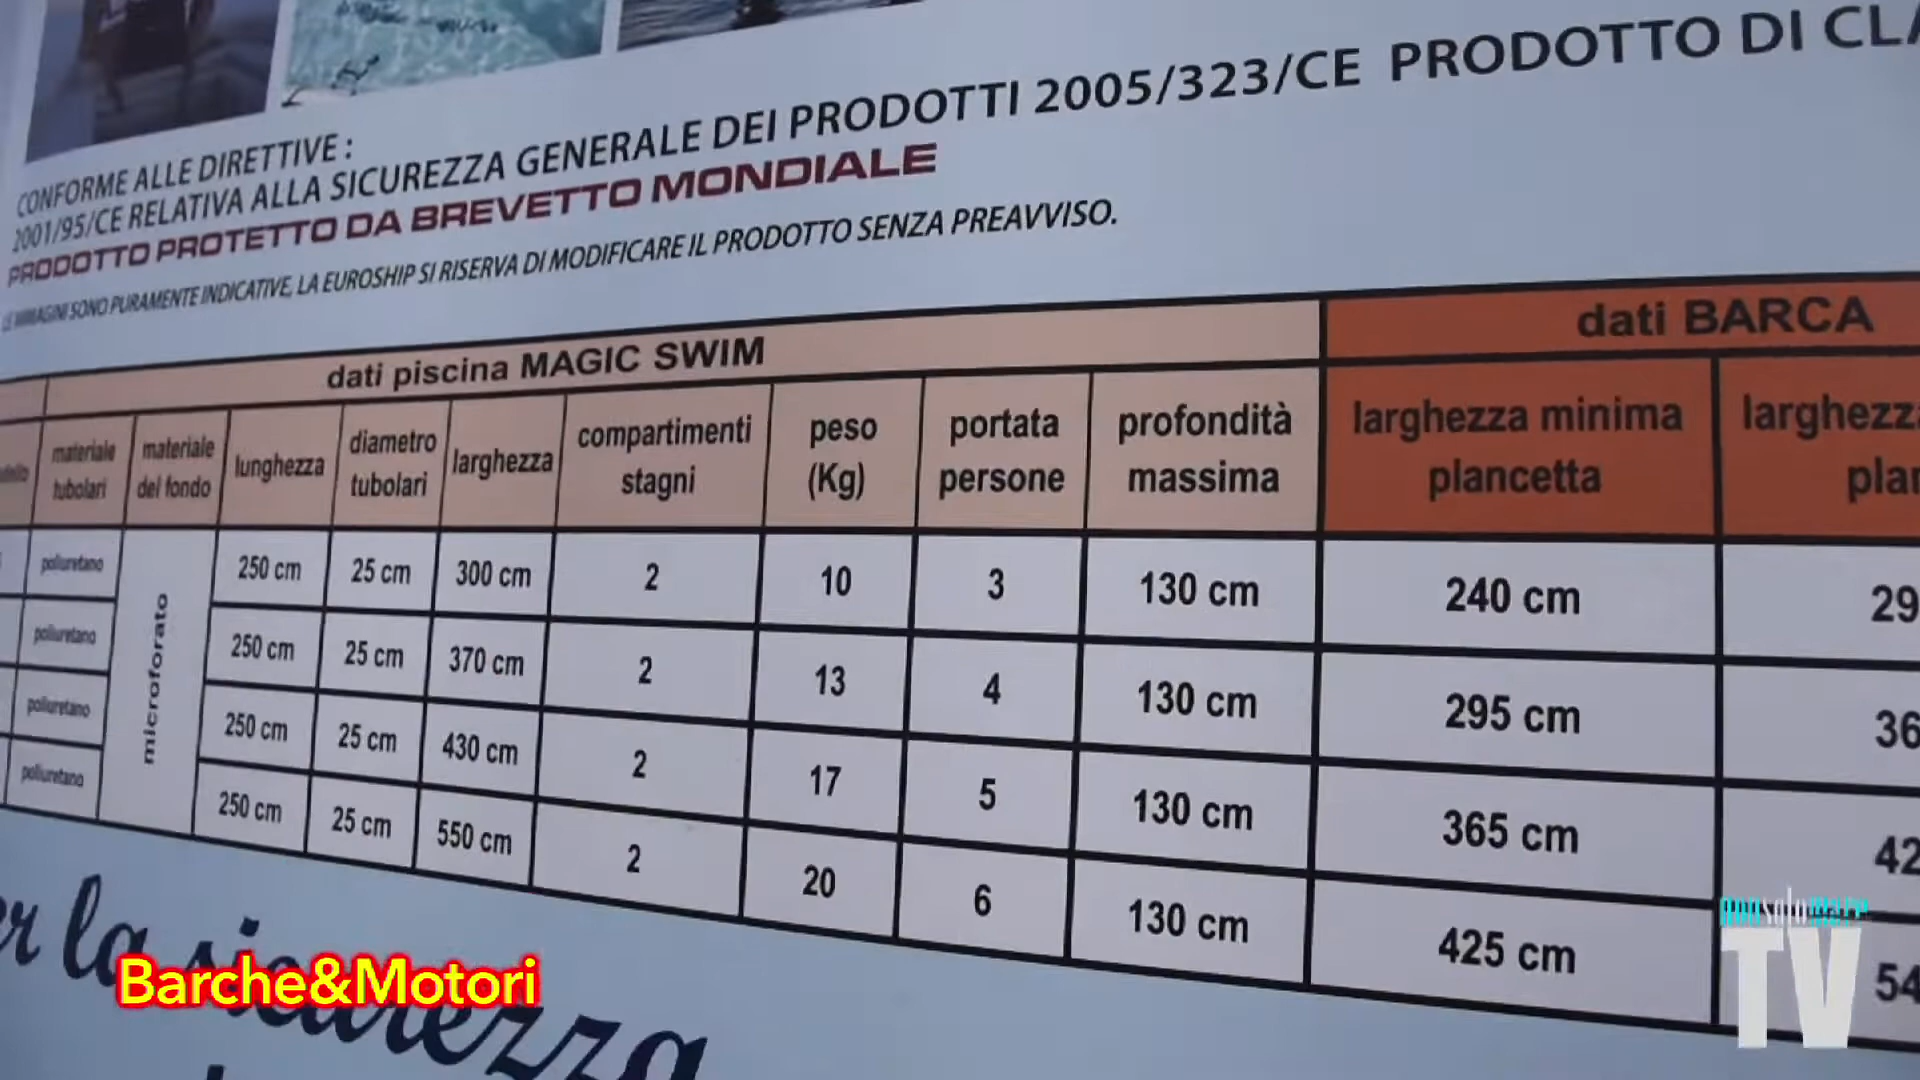 CONFORME ALLE DIRETTIVE :
2001/95/CE RELATIVA ALLA SICUREZZA GENERALE DEI PRODOTTI 2005/323/CE PRODOTTO DI
PRODOTTO PROTETTO DA BREVETTO MONDIALE
LE IMMAGINI SONO PURAMENTE INDICATIVE, LA EUROSHIP SI RISERVA DI MODIFICARE IL PRODOTTO SENZA PREAVVISO.
dati piscina MAGIC SWIM dati BARCA
materiale tubolari materiale del fondo lunghezza diametro tubolari larghezza compartimenti stagni peso (Kg) portata persone profondità massima larghezza minima plancetta
poliuretano microforato 250 cm 25 cm 300 cm 2 10 3 130 cm 240 cm
poliuretano 250 cm 25 cm 370 cm 2 13 4 130 cm 295 cm
poliuretano 250 cm 25 cm 430 cm 2 17 5 130 cm 365 cm
poliuretano 250 cm 25 cm 550 cm 2 20 6 130 cm 425 cm
la sicurezza
Barche&Motori
TV